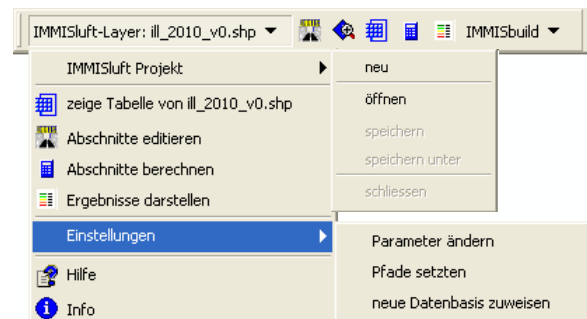 IMMISluft-Layer: ill_2010_v0.shp IMMISbuild
IMMISluft Projekt neu
zeige Tabelle von ill_2010_v0.shp öffnen
Abschnitte editieren speichern
Abschnitte berechnen speichern unter
Ergebnisse darstellen schliessen
Einstellungen Parameter ändern
Hilfe Pfade setzten
Info neue Datenbasis zuweisen